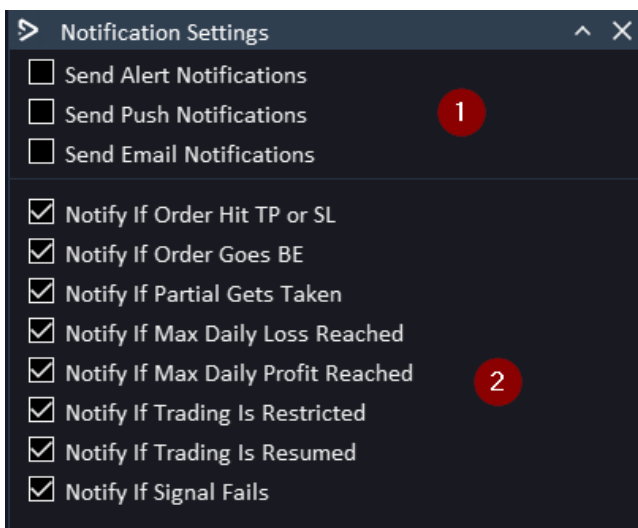 Notification Settings
Send Alert Notifications
Send Push Notifications
1
Send Email Notifications
Notify If Order Hit TP or SL
Notify If Order Goes BE
Notify If Partial Gets Taken
Notify If Max Daily Loss Reached
Notify If Max Daily Profit Reached
2
Notify If Trading Is Restricted
Notify If Trading Is Resumed
Notify If Signal Fails